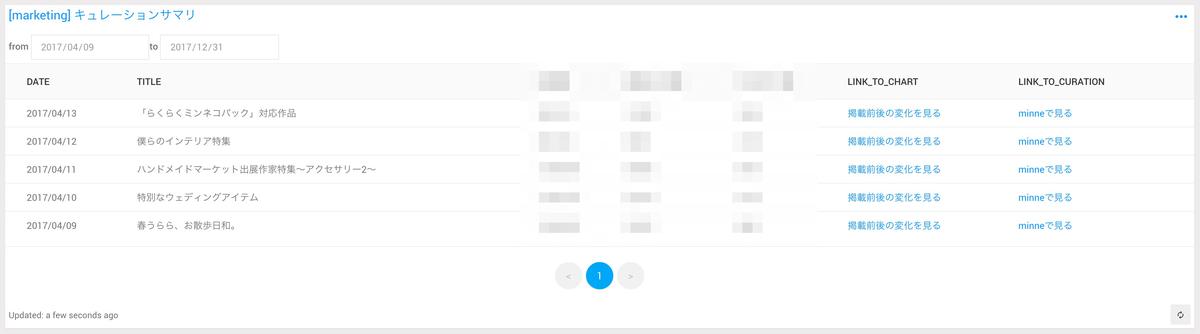 [marketing] キュレーションサマリ
from 2017/04/09 to 2017/12/31
DATE TITLE LINK_TO_CHART LINK_TO_CURATION
2017/04/13 「らくらくミンネコパック」対応作品 掲載前後の変化を見る minneで見る
2017/04/12 僕らのインテリア特集 掲載前後の変化を見る minneで見る
2017/04/11 ハンドメイドマーケット出展作家特集〜アクセサリー2〜 掲載前後の変化を見る minneで見る
2017/04/10 特別なウェディングアイテム 掲載前後の変化を見る minneで見る
2017/04/09 春うらら、お散歩日和。 掲載前後の変化を見る minneで見る
< 1 >
Updated: a few seconds ago